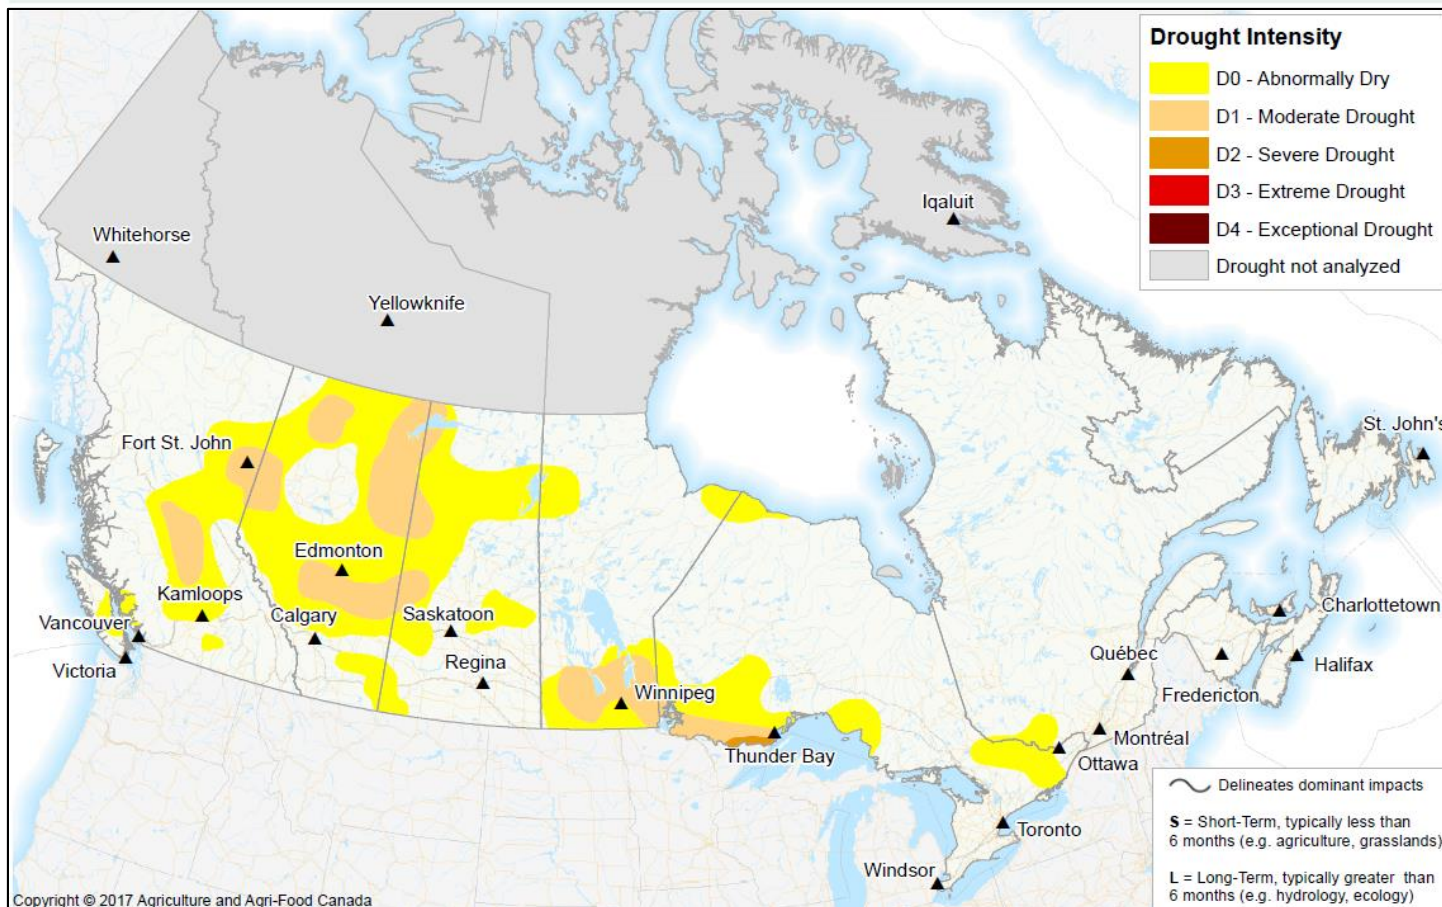 Drought Intensity
D0 - Abnormally Dry
D1 - Moderate Drought
D2 - Severe Drought
D3 - Extreme Drought
D4 - Exceptional Drought
Drought not analyzed
Iqaluit
Whitehorse
Yellowknife
St. John's
Fort St. John
Edmonton
Kamloops
Charlottetown
Calgary
Saskatoon
Vancouver
Québec
Halifax
Victoria
Regina
Winnipeg
Fredericton
Montréal
Thunder Bay
Ottawa
Delineates dominant impacts
S = Short-Term, typically less than
6 months (e.g. agriculture, grasslands)
Toronto
Windsor
L = Long-Term, typically greater than
6 months (e.g. hydrology, ecology)
Copyright © 2017 Agriculture and Agri-Food Canada